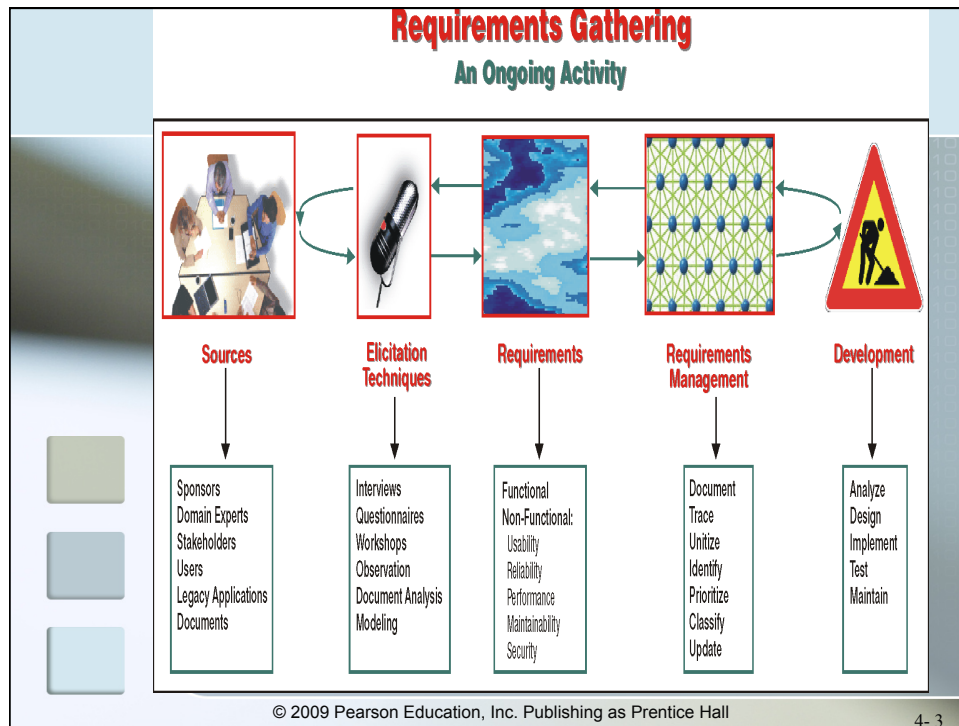 Requirements Gathering
An Ongoing Activity
Sources
Elicitation
Techniques
Requirements
Requirements
Management
Development
Sponsors
Domain Experts
Stakeholders
Users
Legacy Applications
Documents
Interviews
Questionnaires
Workshops
Observation
Document Analysis
Modeling
Functional
Non-Functional:
Usability
Reliability
Performance
Maintainability
Security
Document
Trace
Unitize
Identify
Prioritize
Classify
Update
Analyze
Design
Implement
Test
Maintain
© 2009 Pearson Education, Inc. Publishing as Prentice Hall
4- 3